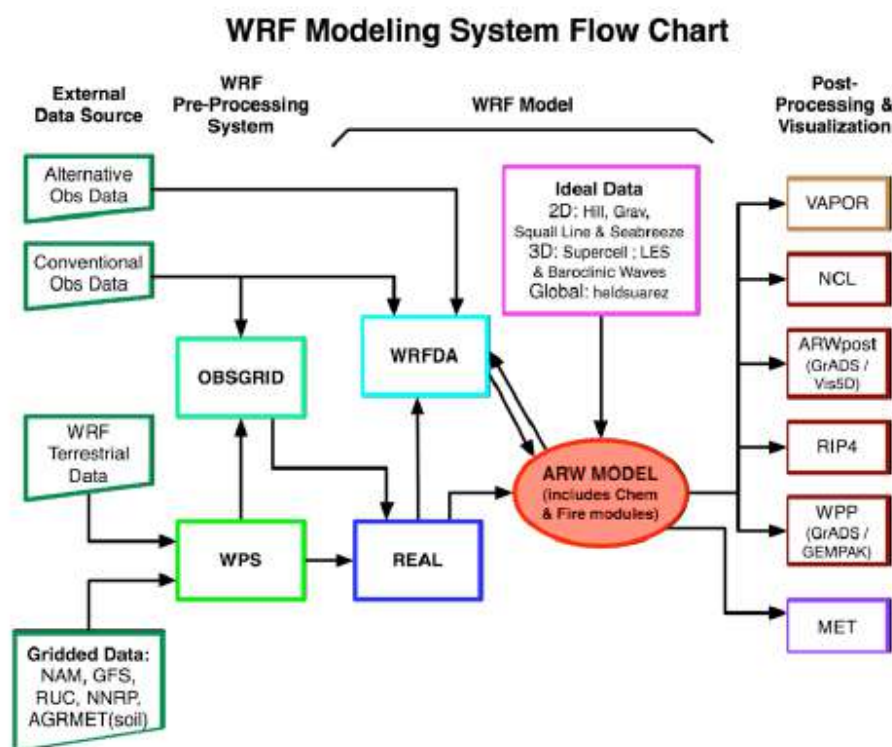 WRF Modeling System Flow Chart
External
Data Source
WRF
Pre-Processing
System
WRF Model
Post-
Processing &
Visualization
Alternative
Obs Data
Conventional
Obs Data
WRF
Terrestrial
Data
Gridded Data:
NAM, GFS,
RUC, NNRP,
AGRMET(soil)
OBSGRID
WPS
WRFDA
REAL
Ideal Data
2D: Hill, Grav,
Squall Line & Seabreeze
3D: Supercell ; LES
& Baroclinic Waves
Global: heldsuarez
ARW MODEL
(includes Chem
& Fire modules)
VAPOR
NCL
ARWpost
(GrADS /
Vis5D)
RIP4
WPP
(GrADS /
GEMPAK)
MET